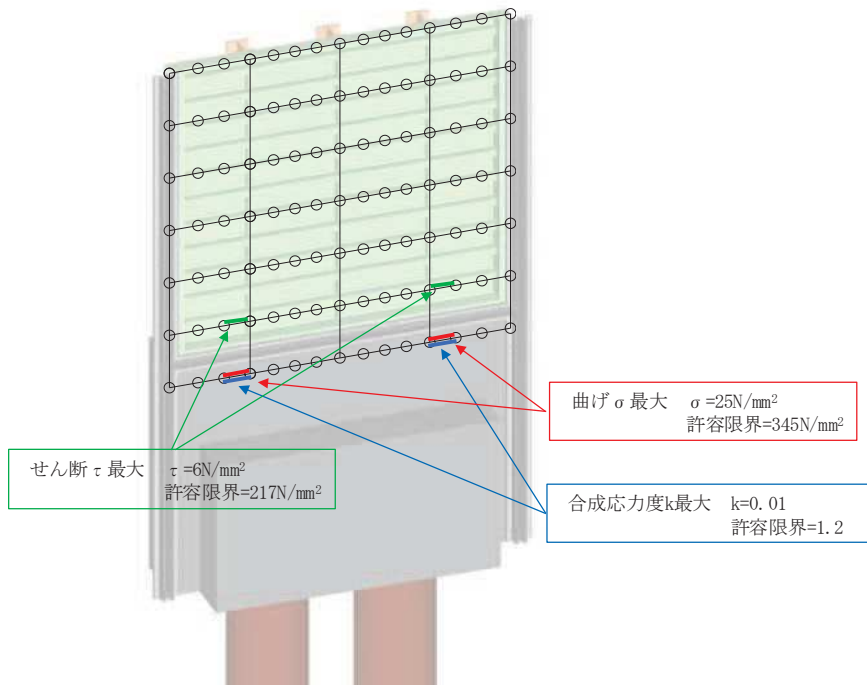 曲げσ最大 σ=25N/mm²
許容限界=345N/mm²
せん断τ最大 τ=6N/mm²
許容限界=217N/mm²
合成応力度k最大 k=0.01
許容限界=1.2